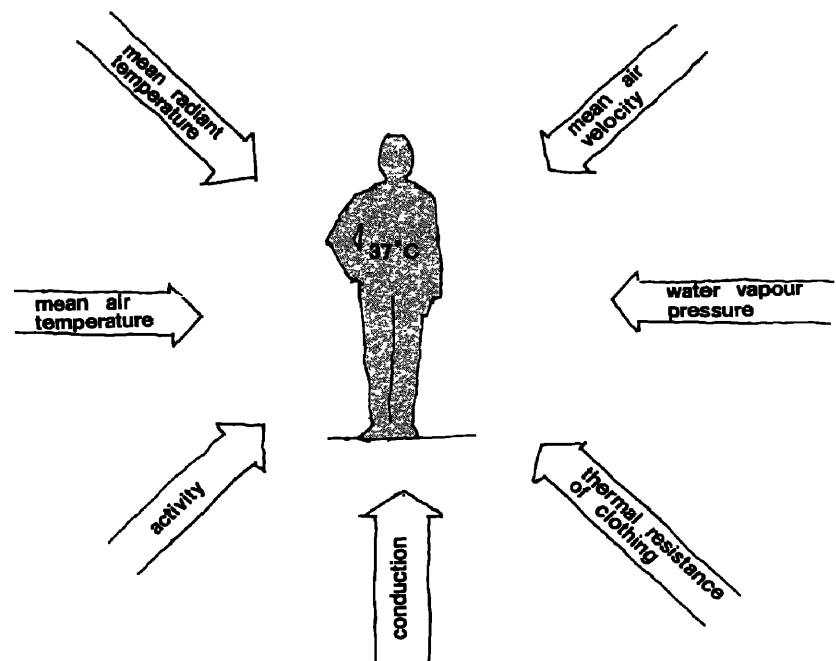 mean radiant
temperature
mean air
velocity
37°C
mean air
temperature
water vapour
pressure
activity
conduction
thermal resistance
of clothing